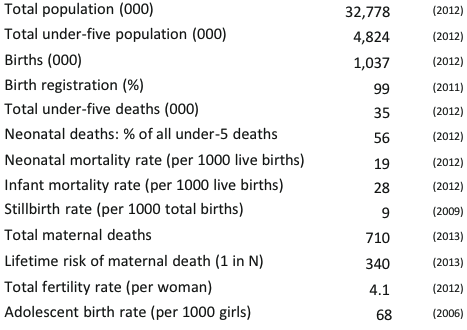 Total population (000) 32,778 (2012)
Total under-five population (000) 4,824 (2012)
Births (000) 1,037 (2012)
Birth registration (%) 99 (2011)
Total under-five deaths (000) 35 (2012)
Neonatal deaths: % of all under-5 deaths 56 (2012)
Neonatal mortality rate (per 1000 live births) 19 (2012)
Infant mortality rate (per 1000 live births) 28 (2012)
Stillbirth rate (per 1000 total births) 9 (2009)
Total maternal deaths 710 (2013)
Lifetime risk of maternal death (1 in N) 340 (2013)
Total fertility rate (per woman) 4.1 (2012)
Adolescent birth rate (per 1000 girls) 68 (2006)